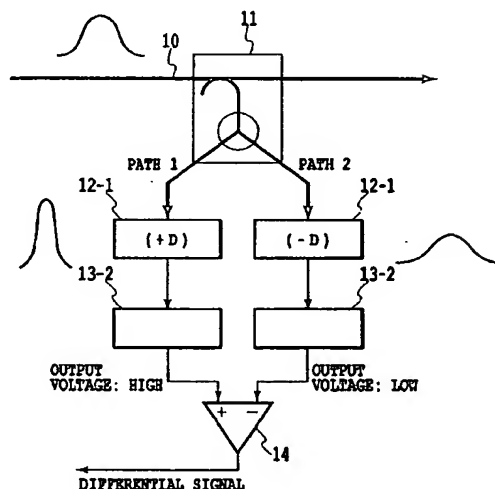 11
10
PATH 1
PATH 2
12-1
12-1
(+D)
(-D)
13-2
13-2
OUTPUT
VOLTAGE: HIGH
OUTPUT
VOLTAGE: LOW
+
-
14
DIFFERENTIAL SIGNAL